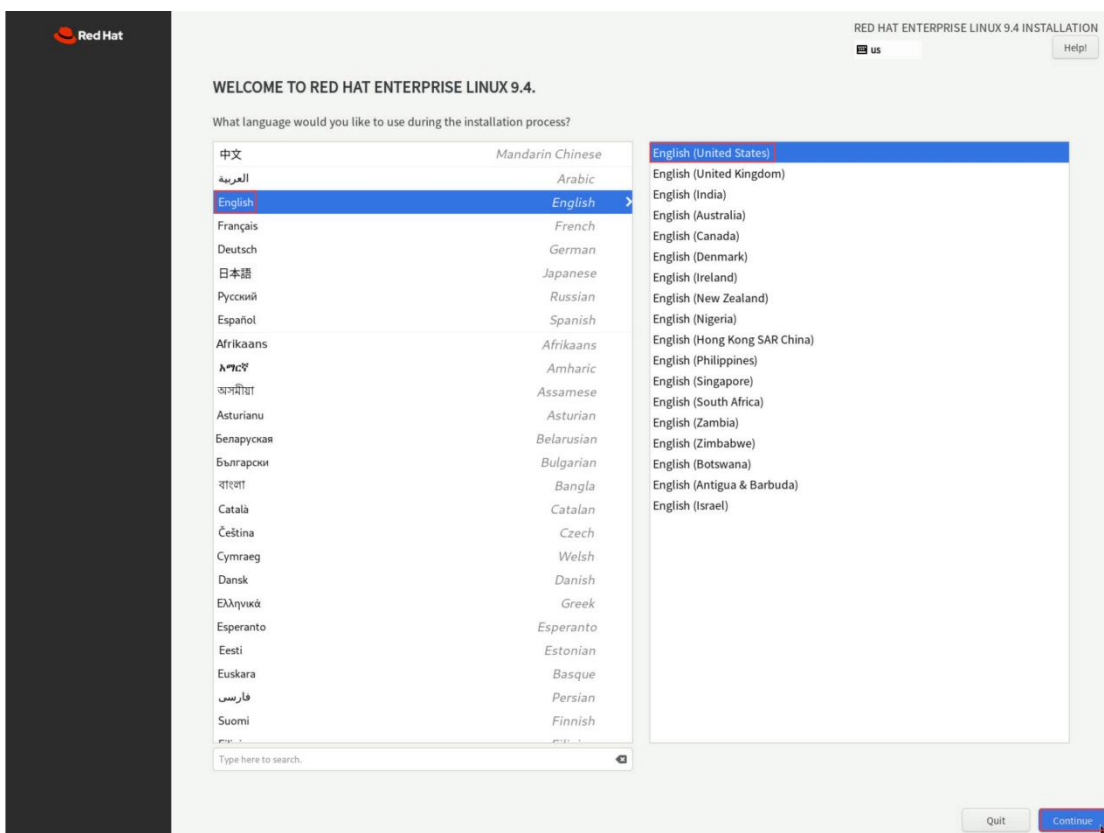 Red Hat
RED HAT ENTERPRISE LINUX 9.4 INSTALLATION
us
Help!
WELCOME TO RED HAT ENTERPRISE LINUX 9.4.
What language would you like to use during the installation process?
中文 Mandarin Chinese
العربية Arabic
English English
Français French
Deutsch German
日本語 Japanese
Русский Russian
Español Spanish
Afrikaans Afrikaans
አማርኛ Amharic
অসমীয়া Assamese
Asturianu Asturian
Беларуская Belarusian
Български Bulgarian
বাংলা Bangla
Català Catalan
Čeština Czech
Cymraeg Welsh
Dansk Danish
Ελληνικά Greek
Esperanto Esperanto
Eesti Estonian
Euskara Basque
فارسی Persian
Suomi Finnish
Type here to search.
English (United States)
English (United Kingdom)
English (India)
English (Australia)
English (Canada)
English (Denmark)
English (Ireland)
English (New Zealand)
English (Nigeria)
English (Hong Kong SAR China)
English (Philippines)
English (Singapore)
English (South Africa)
English (Zambia)
English (Zimbabwe)
English (Botswana)
English (Antigua & Barbuda)
English (Israel)
Quit
Continue